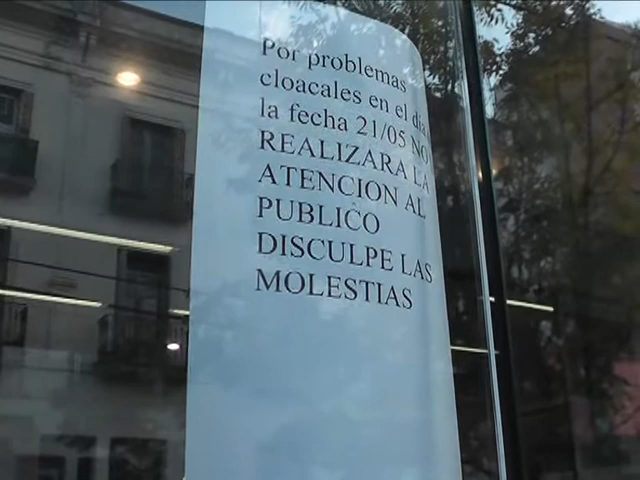 Por problemas
cloacales en el día
la fecha 21/05 NO
REALIZARA LA
ATENCION AL
PUBLICO
DISCULPE LAS
MOLESTIAS